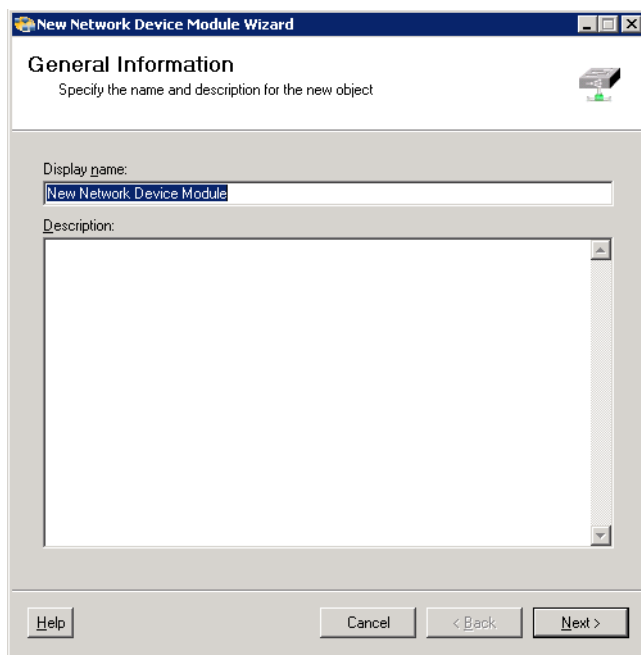 New Network Device Module Wizard
General Information
Specify the name and description for the new object
Display name:
New Network Device Module
Description:
Help
Cancel
< Back
Next >